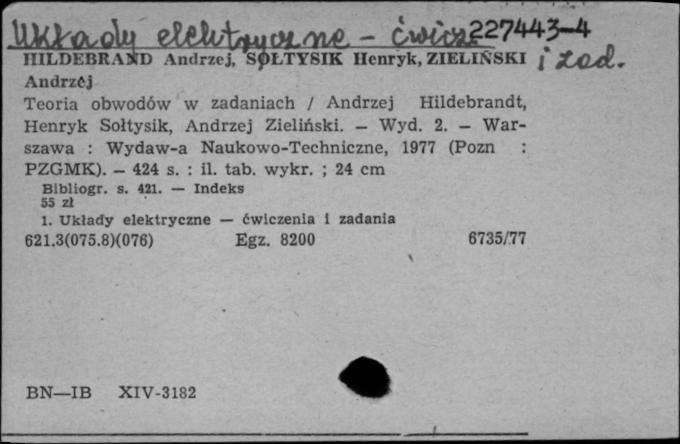 Układy elektryczne - ćwicz. 227443-4
i zad.
HILDEBRAND Andrzej, SOŁTYSIK Henryk, ZIELIŃSKI
Andrzej
Teoria obwodów w zadaniach / Andrzej Hildebrandt,
Henryk Sołtysik, Andrzej Zieliński. — Wyd. 2. — War-
szawa : Wydaw-a Naukowo-Techniczne, 1977 (Pozn :
PZGMK). — 424 s. : il. tab. wykr. ; 24 cm
Bibliogr. s. 421. — Indeks
55 zł
1. Układy elektryczne — ćwiczenia i zadania
621.3(075.8)(076) Egz. 8200 6735/77
BN—IB XIV-3182